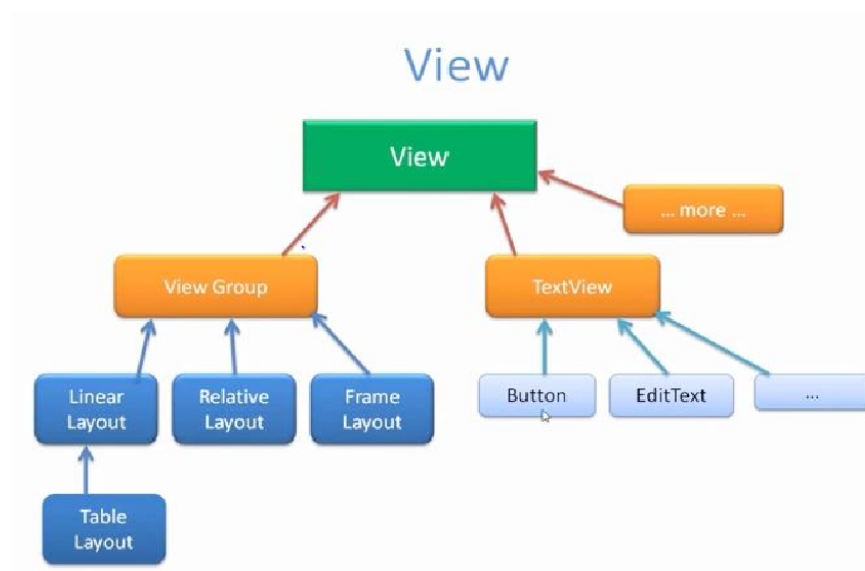 View
View
... more ...
View Group
TextView
Linear
Layout
Relative
Layout
Frame
Layout
Button
EditText
...
Table
Layout